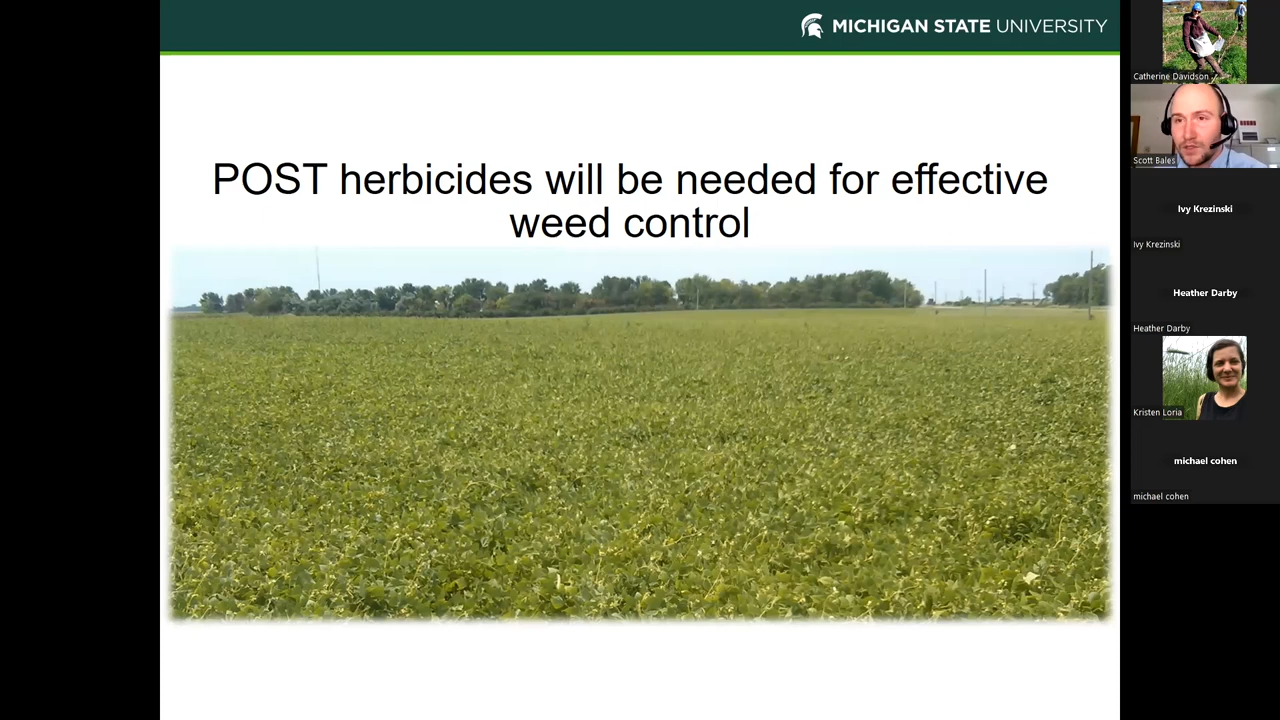 MICHIGAN STATE UNIVERSITY
POST herbicides will be needed for effective
weed control
Catherine Davidson
Scott Bales
Ivy Krezinski
Ivy Krezinski
Heather Darby
Heather Darby
Kristen Loria
michael cohen
michael cohen